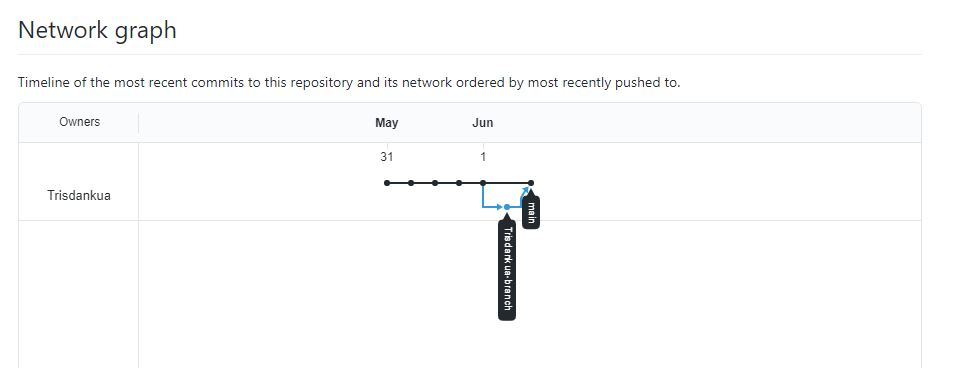 Network graph
Timeline of the most recent commits to this repository and its network ordered by most recently pushed to.
Owners May Jun
31 1
Trisdankua
main
Trisdankua-branch